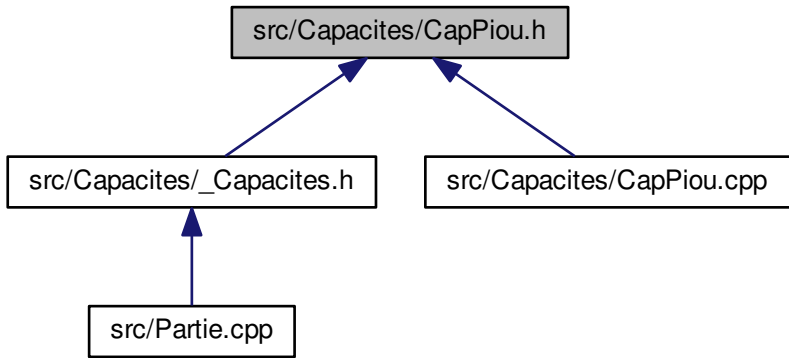 src/Capacites/CapPiou.h
src/Capacites/_Capacites.h
src/Capacites/CapPiou.cpp
src/Partie.cpp